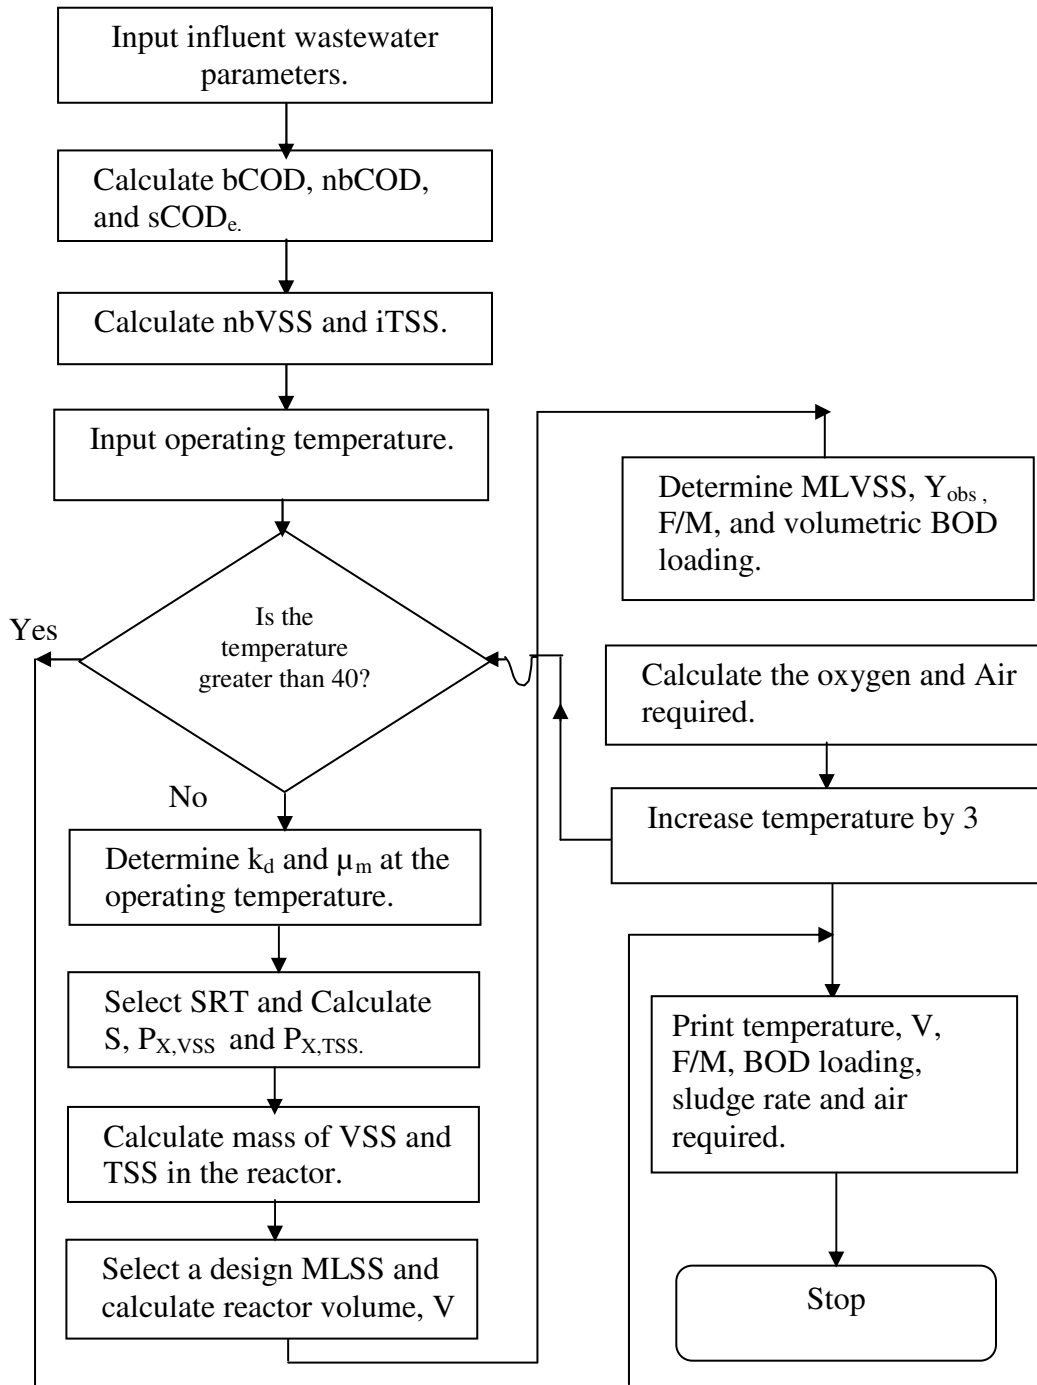 Input influent wastewater
parameters.
Calculate bCOD, nbCOD,
and sCODe.
Calculate nbVSS and iTSS.
Input operating temperature.
Is the
temperature
greater than 40?
Yes
No
Determine kd and µm at the
operating temperature.
Select SRT and Calculate
S, PX,VSS and PX,TSS.
Calculate mass of VSS and
TSS in the reactor.
Select a design MLSS and
calculate reactor volume, V
Determine MLVSS, Yobs ,
F/M, and volumetric BOD
loading.
Calculate the oxygen and Air
required.
Increase temperature by 3
Print temperature, V,
F/M, BOD loading,
sludge rate and air
required.
Stop